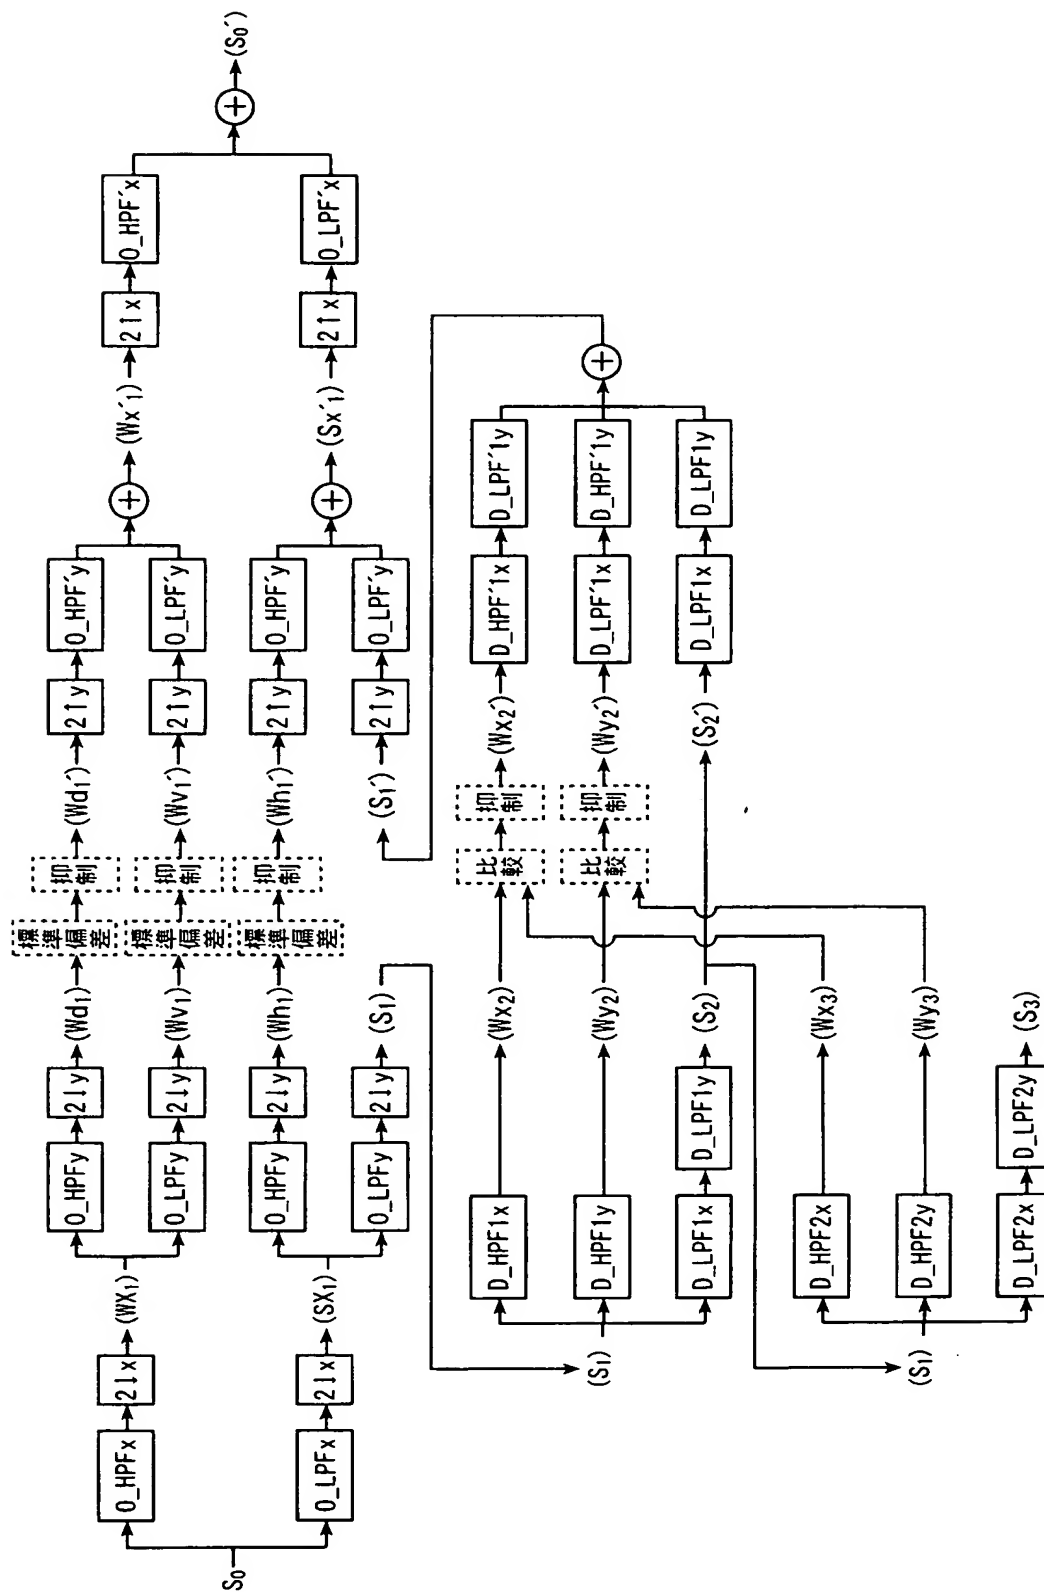 S₀
O_HPFx
2↓x
(WX₁)
O_HPFy
2↓y
(Wd₁)
標準
偏差
抑制
(Wd₁´)
2↑y
O_HPF´y
O_LPFy
2↓y
(Wv₁)
標準
偏差
抑制
(Wv₁´)
2↑y
O_LPF´y
(Wx´₁)
2↑x
O_HPF´x
(S₀´)
O_LPFx
2↓x
(SX₁)
O_HPFy
2↓y
(Wh₁)
標準
偏差
抑制
(Wh₁´)
2↑y
O_HPF´y
O_LPFy
2↓y
(S₁)
(S₁´)
2↑y
O_LPF´y
(Sx´₁)
2↑x
O_LPF´x
(S₁)
D_HPF1x
(Wx₂)
比較
抑制
(Wx₂´)
D_HPF´1x
D_LPF´1y
D_HPF1y
(Wy₂)
比較
抑制
(Wy₂´)
D_LPF´1x
D_HPF´1y
D_LPF1x
D_LPF1y
(S₂)
(S₂´)
D_LPF1x
D_LPF1y
(S₁)
D_HPF2x
(Wx₃)
D_HPF2y
(Wy₃)
D_LPF2x
D_LPF2y
(S₃)